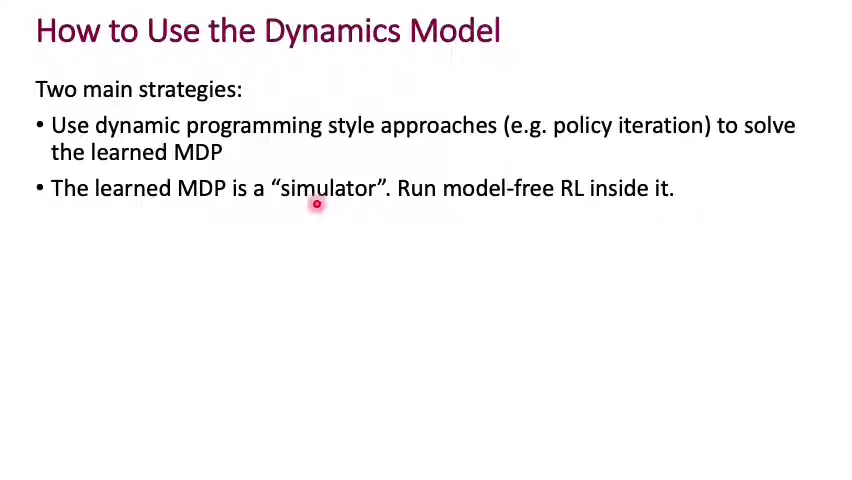 How to Use the Dynamics Model
Two main strategies:
• Use dynamic programming style approaches (e.g. policy iteration) to solve
the learned MDP
• The learned MDP is a “simulator”. Run model-free RL inside it.